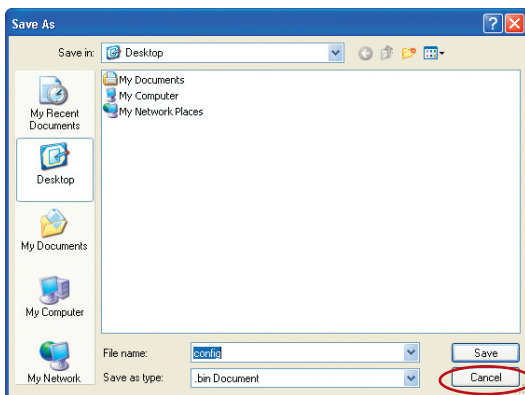 Save As
Save in:
Desktop
My Documents
My Computer
My Network Places
My Recent
Documents
Desktop
My Documents
My Computer
My Network
File name:
config
Save
Save as type:
.bin Document
Cancel